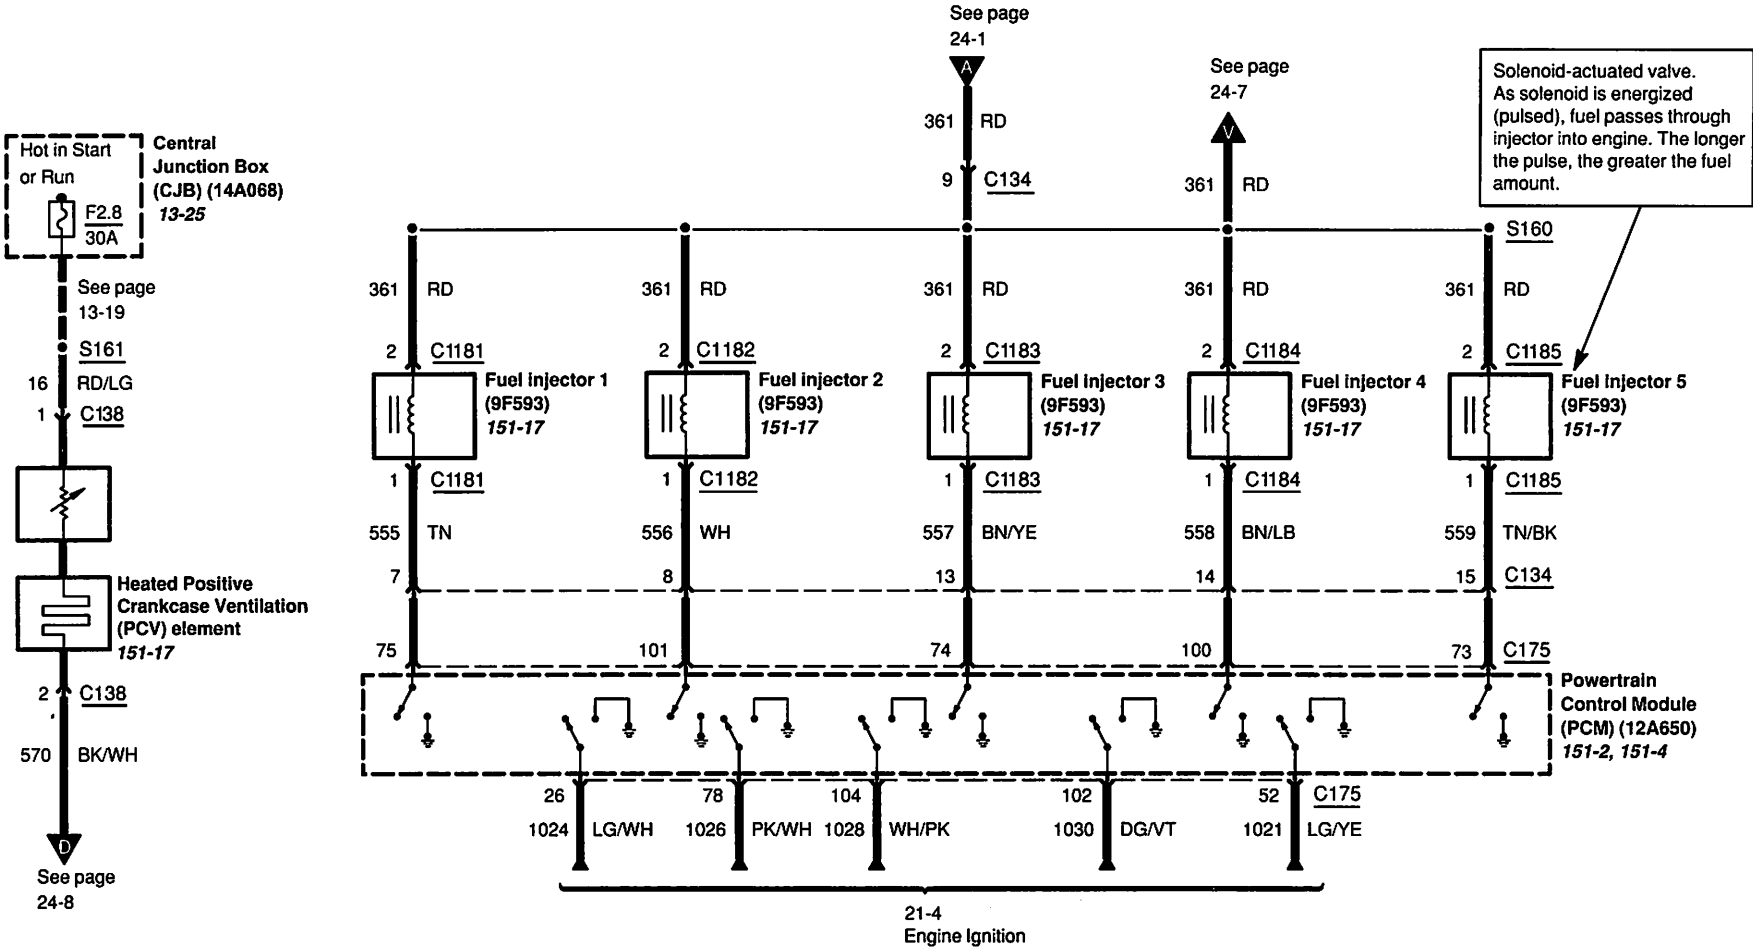 See page
24-1
A
361 RD
9 C134
See page
24-7
V
361 RD
Solenoid-actuated valve.
As solenoid is energized
(pulsed), fuel passes through
injector into engine. The longer
the pulse, the greater the fuel
amount.
Hot in Start
or Run
F2.8
30A
Central
Junction Box
(CJB) (14A068)
13-25
See page
13-19
S161
16 RD/LG
1 C138
Heated Positive
Crankcase Ventilation
(PCV) element
151-17
2 C138
570 BK/WH
D
See page
24-8
S160
361 RD 361 RD 361 RD 361 RD 361 RD
2 C1181 2 C1182 2 C1183 2 C1184 2 C1185
Fuel injector 1
(9F593)
151-17
Fuel injector 2
(9F593)
151-17
Fuel injector 3
(9F593)
151-17
Fuel injector 4
(9F593)
151-17
Fuel injector 5
(9F593)
151-17
1 C1181 1 C1182 1 C1183 1 C1184 1 C1185
555 TN 556 WH 557 BN/YE 558 BN/LB 559 TN/BK
7 8 13 14 15 C134
75 101 74 100 73 C175
Powertrain
Control Module
(PCM) (12A650)
151-2, 151-4
26 78 104 102 52 C175
1024 LG/WH 1026 PK/WH 1028 WH/PK 1030 DG/VT 1021 LG/YE
21-4
Engine Ignition